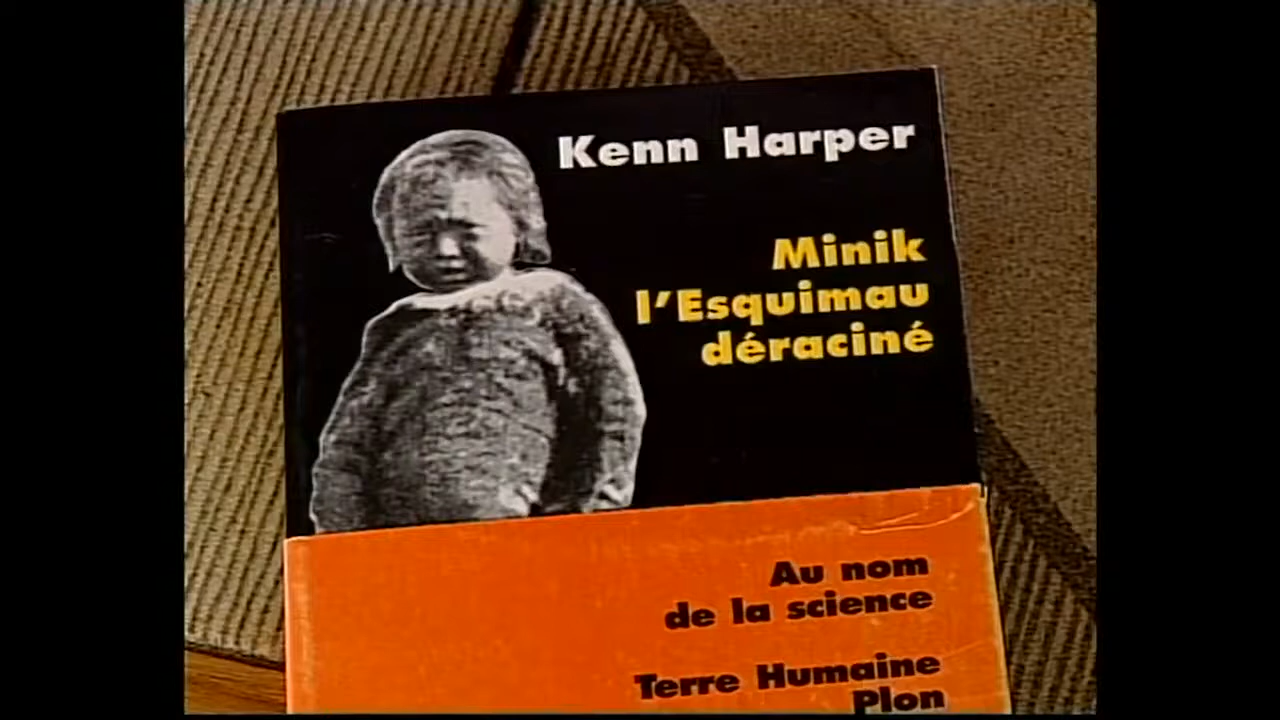 Kenn Harper
Minik
l'Esquimau
déraciné
Au nom
de la science
Terre Humaine
Plon